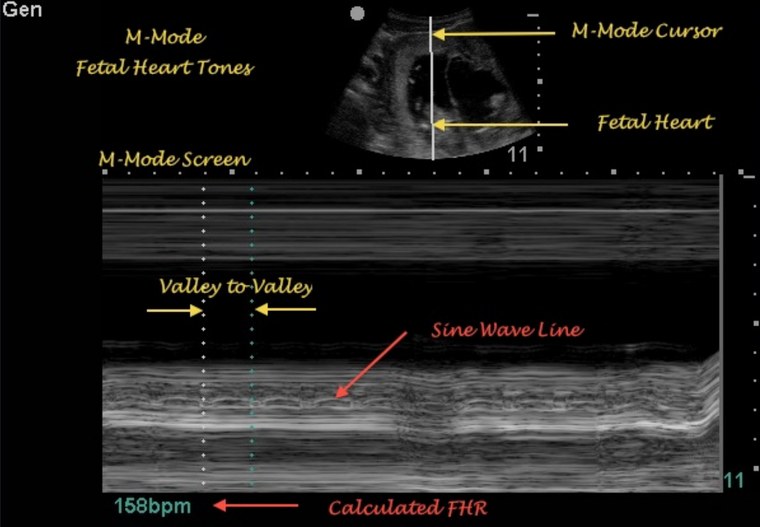 Gen
M-Mode
Fetal Heart Tones
M-Mode Cursor
Fetal Heart
11
M-Mode Screen
Valley to Valley
Sine Wave Line
11
158bpm
Calculated FHR